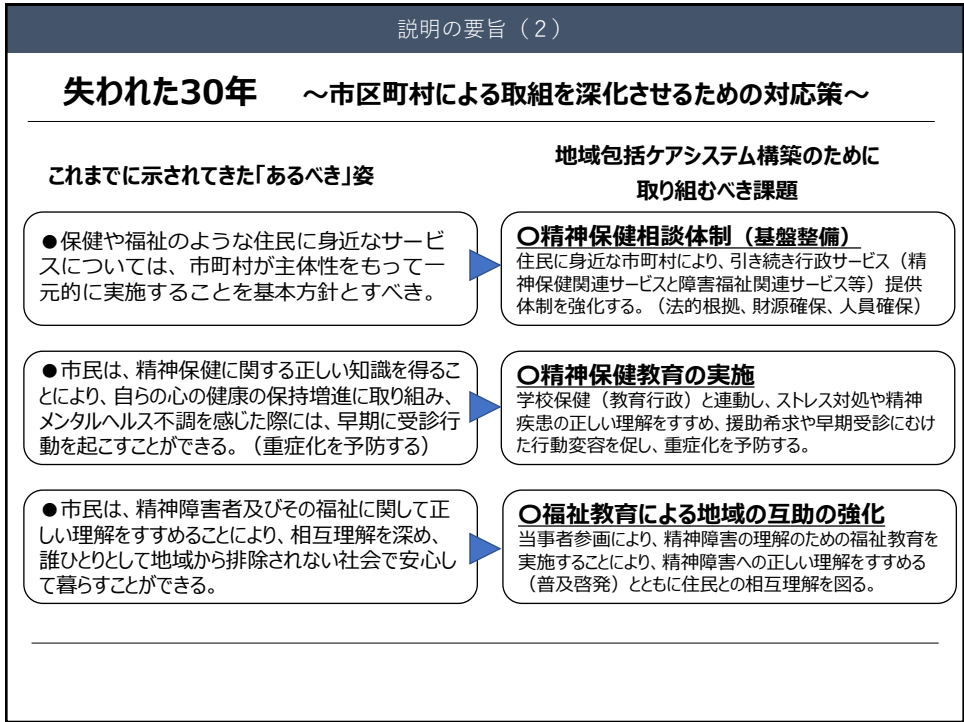 説明の要旨（2）
失われた30年　～市区町村による取組を深化させるための対応策～
これまでに示されてきた「あるべき」姿
地域包括ケアシステム構築のために
取り組むべき課題
●保健や福祉のような住民に身近なサービ
スについては、市町村が主体性をもって一
元的に実施することを基本方針とすべき。
〇精神保健相談体制（基盤整備）
住民に身近な市町村により、引き続き行政サービス（精
神保健関連サービスと障害福祉関連サービス等）提供
体制を強化する。（法的根拠、財源確保、人員確保）
●市民は、精神保健に関する正しい知識を得るこ
とにより、自らの心の健康の保持増進に取り組み、
メンタルヘルス不調を感じた際には、早期に受診行
動を起こすことができる。（重症化を予防する）
〇精神保健教育の実施
学校保健（教育行政）と連動し、ストレス対処や精神
疾患の正しい理解をすすめ、援助希求や早期受診にむけ
た行動変容を促し、重症化を予防する。
●市民は、精神障害者及びその福祉に関して正
しい理解をすすめることにより、相互理解を深め、
誰ひとりとして地域から排除されない社会で安心し
て暮らすことができる。
〇福祉教育による地域の互助の強化
当事者参画により、精神障害の理解のための福祉教育を
実施することにより、精神障害への正しい理解をすすめる
（普及啓発）とともに住民との相互理解を図る。